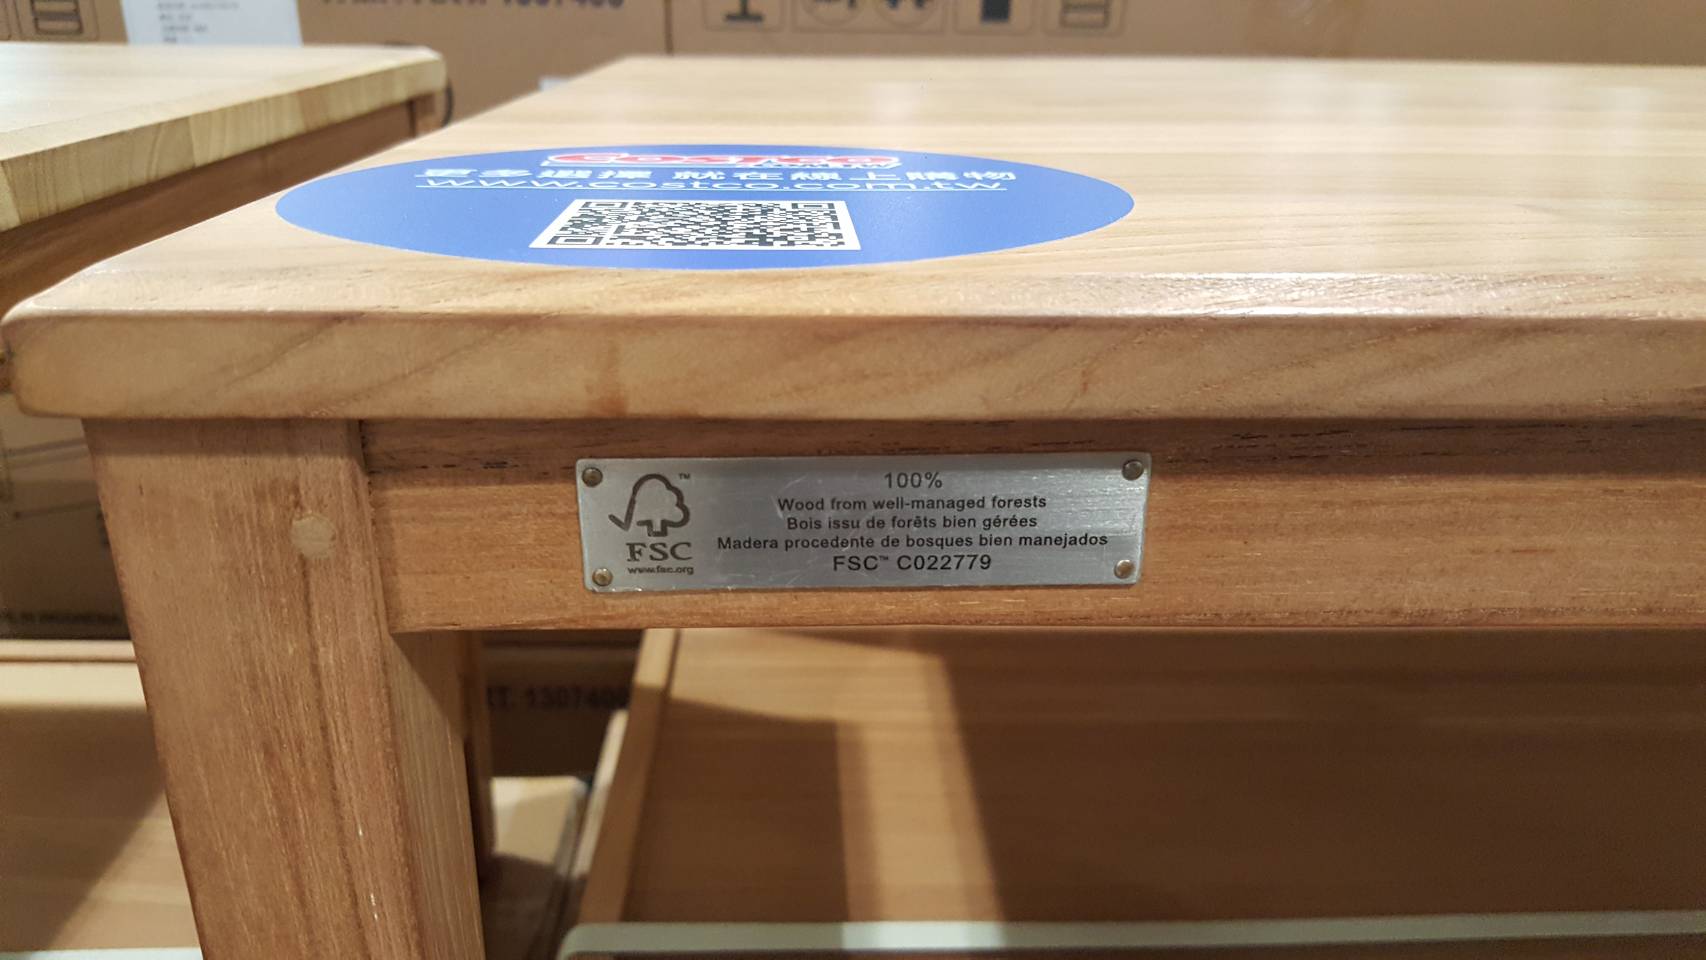 Costco
更多選擇 就在線上購物
www.costco.com.tw
100%
Wood from well-managed forests
Bois issu de forêts bien gérées
Madera procedente de bosques bien manejados
FSC™ C022779
™
FSC
www.fsc.org